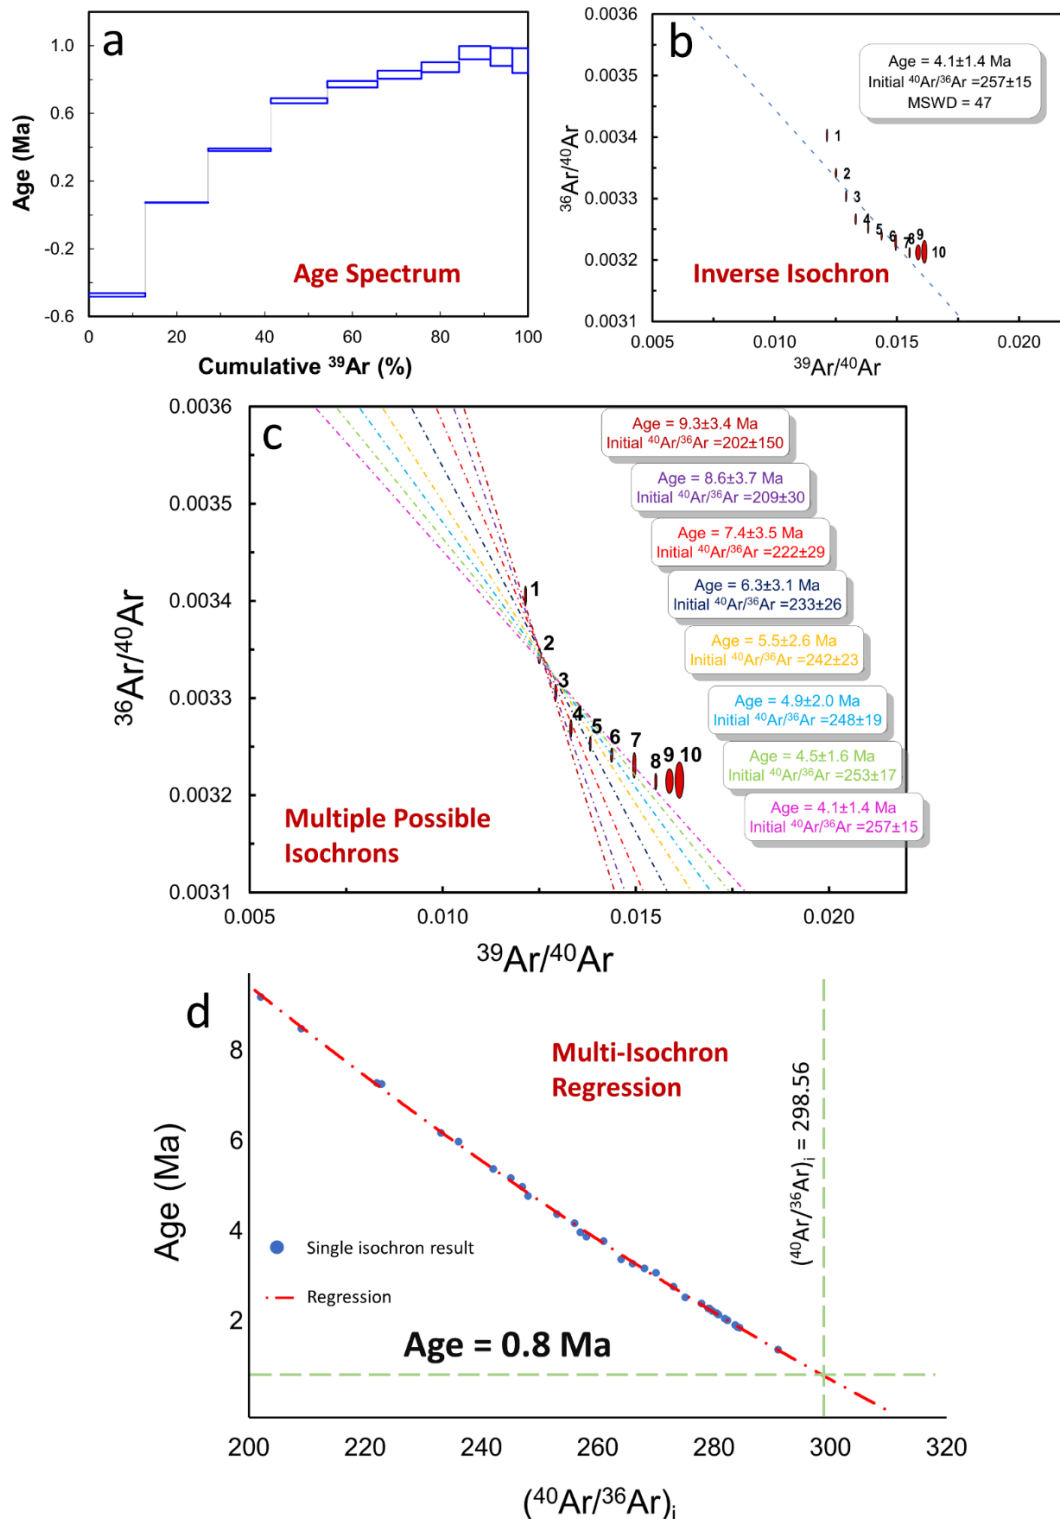 a
1.0
0.6
0.2
-0.2
-0.6
Age (Ma)
Age Spectrum
0
20
40
60
80
100
Cumulative ³⁹Ar (%)
b
0.0036
0.0035
0.0034
0.0033
0.0032
0.0031
³⁶Ar/⁴⁰Ar
Age = 4.1±1.4 Ma
Initial ⁴⁰Ar/³⁶Ar =257±15
MSWD = 47
1
2
3
4
5
6
7
8
9
10
Inverse Isochron
0.005
0.010
0.015
0.020
³⁹Ar/⁴⁰Ar
c
0.0036
0.0035
0.0034
0.0033
0.0032
0.0031
³⁶Ar/⁴⁰Ar
Age = 9.3±3.4 Ma
Initial ⁴⁰Ar/³⁶Ar =202±150
Age = 8.6±3.7 Ma
Initial ⁴⁰Ar/³⁶Ar =209±30
Age = 7.4±3.5 Ma
Initial ⁴⁰Ar/³⁶Ar =222±29
Age = 6.3±3.1 Ma
Initial ⁴⁰Ar/³⁶Ar =233±26
Age = 5.5±2.6 Ma
Initial ⁴⁰Ar/³⁶Ar =242±23
Age = 4.9±2.0 Ma
Initial ⁴⁰Ar/³⁶Ar =248±19
Age = 4.5±1.6 Ma
Initial ⁴⁰Ar/³⁶Ar =253±17
Age = 4.1±1.4 Ma
Initial ⁴⁰Ar/³⁶Ar =257±15
1
2
3
4
5
6
7
8
9
10
Multiple Possible
Isochrons
0.005
0.010
0.015
0.020
³⁹Ar/⁴⁰Ar
d
8
6
4
2
Age (Ma)
Multi-Isochron
Regression
(⁴⁰Ar/³⁶Ar)ᵢ = 298.56
Single isochron result
Regression
Age = 0.8 Ma
200
220
240
260
280
300
320
(⁴⁰Ar/³⁶Ar)ᵢ